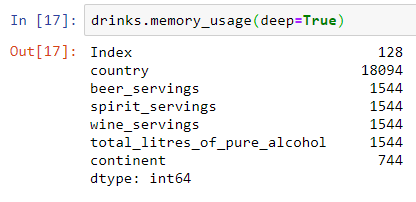 In [17]: drinks.memory_usage(deep=True)
Out[17]: Index 128
country 18094
beer_servings 1544
spirit_servings 1544
wine_servings 1544
total_litres_of_pure_alcohol 1544
continent 744
dtype: int64